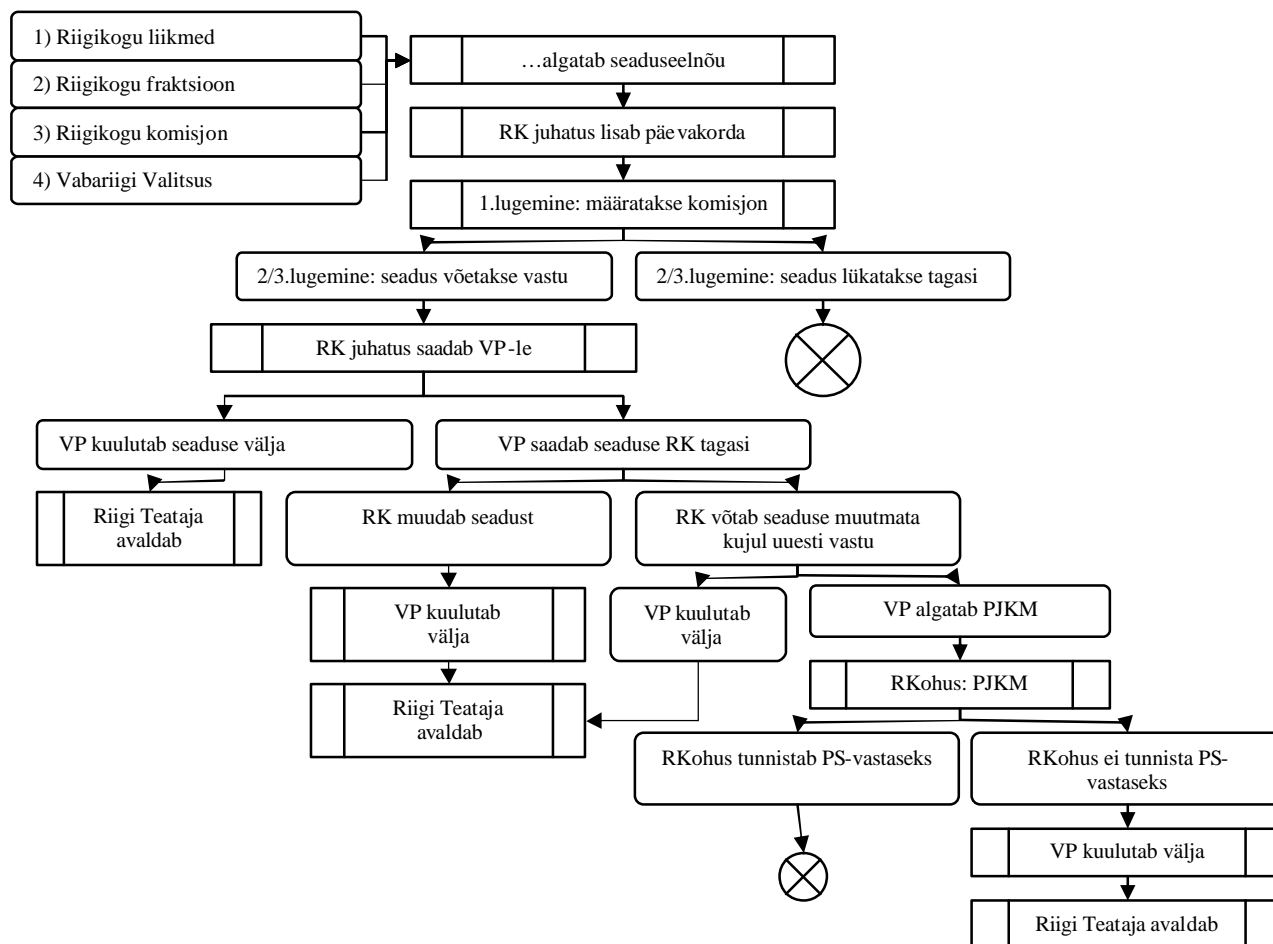 1) Riigikogu liikmed
2) Riigikogu fraktsioon
3) Riigikogu komisjon
4) Vabariigi Valitsus
…algatab seaduseelnõu
RK juhatus lisab päevakorda
1.lugemine: määratakse komisjon
2/3.lugemine: seadus võetakse vastu
2/3.lugemine: seadus lükatakse tagasi
RK juhatus saadab VP-le
VP kuulutab seaduse välja
VP saadab seaduse RK tagasi
Riigi Teataja
avaldab
RK muudab seadust
RK võtab seaduse muutmata
kujul uuesti vastu
VP kuulutab
välja
VP kuulutab
välja
VP algatab PJKM
Riigi Teataja
avaldab
RKohus: PJKM
RKohus tunnistab PS-vastaseks
RKohus ei tunnista PS-
vastaseks
VP kuulutab välja
Riigi Teataja avaldab